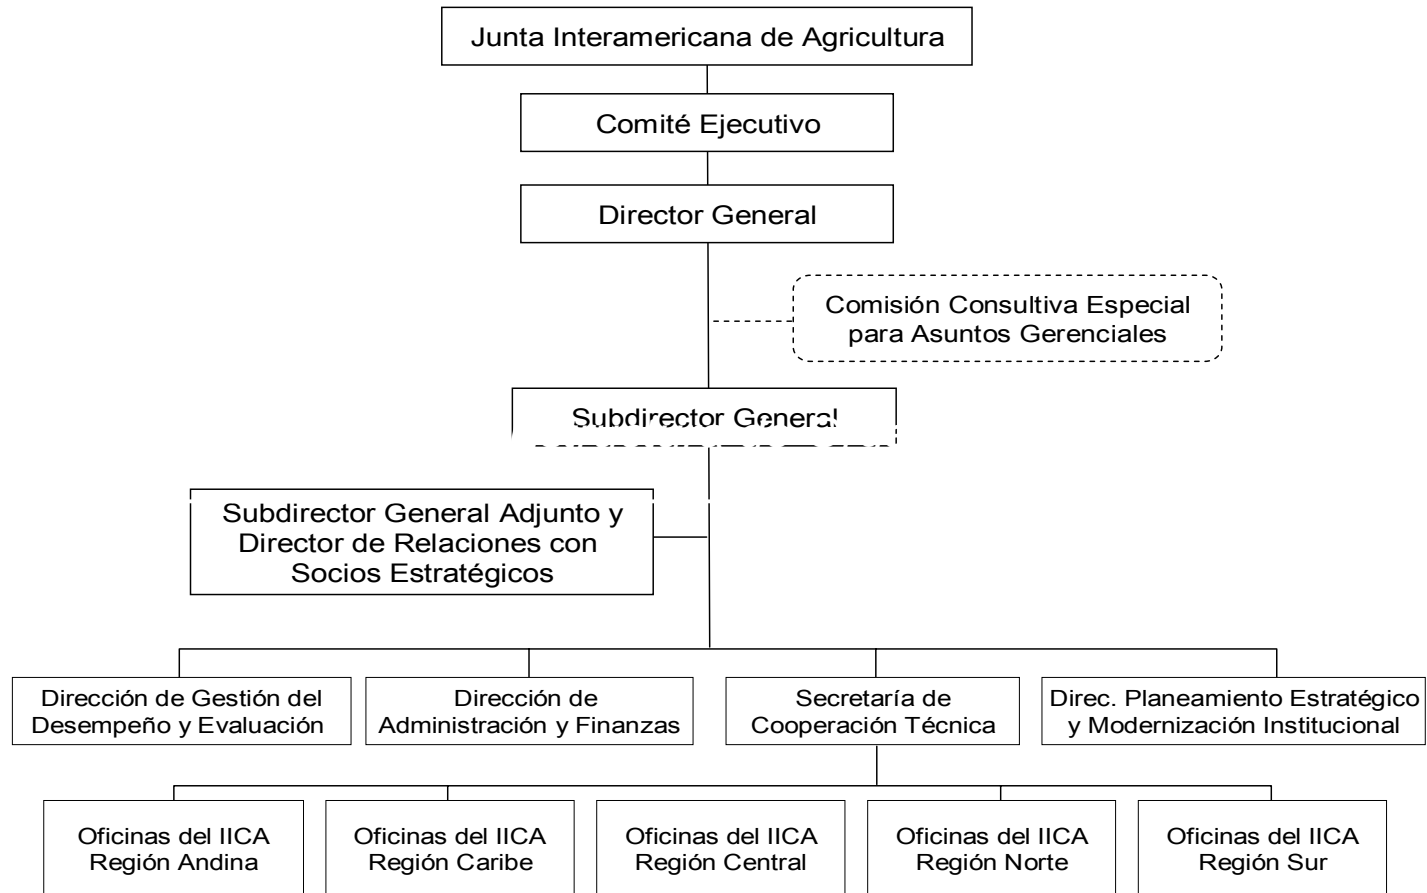 Junta Interamericana de Agricultura
Comité Ejecutivo
Director General
Comisión Consultiva Especial
para Asuntos Gerenciales
Subdirector General
Subdirector General Adjunto y
Director de Relaciones con
Socios Estratégicos
Dirección de Gestión del
Desempeño y Evaluación
Dirección de
Administración y Finanzas
Secretaría de
Cooperación Técnica
Direc. Planeamiento Estratégico
y Modernización Institucional
Oficinas del IICA
Región Andina
Oficinas del IICA
Región Caribe
Oficinas del IICA
Región Central
Oficinas del IICA
Región Norte
Oficinas del IICA
Región Sur